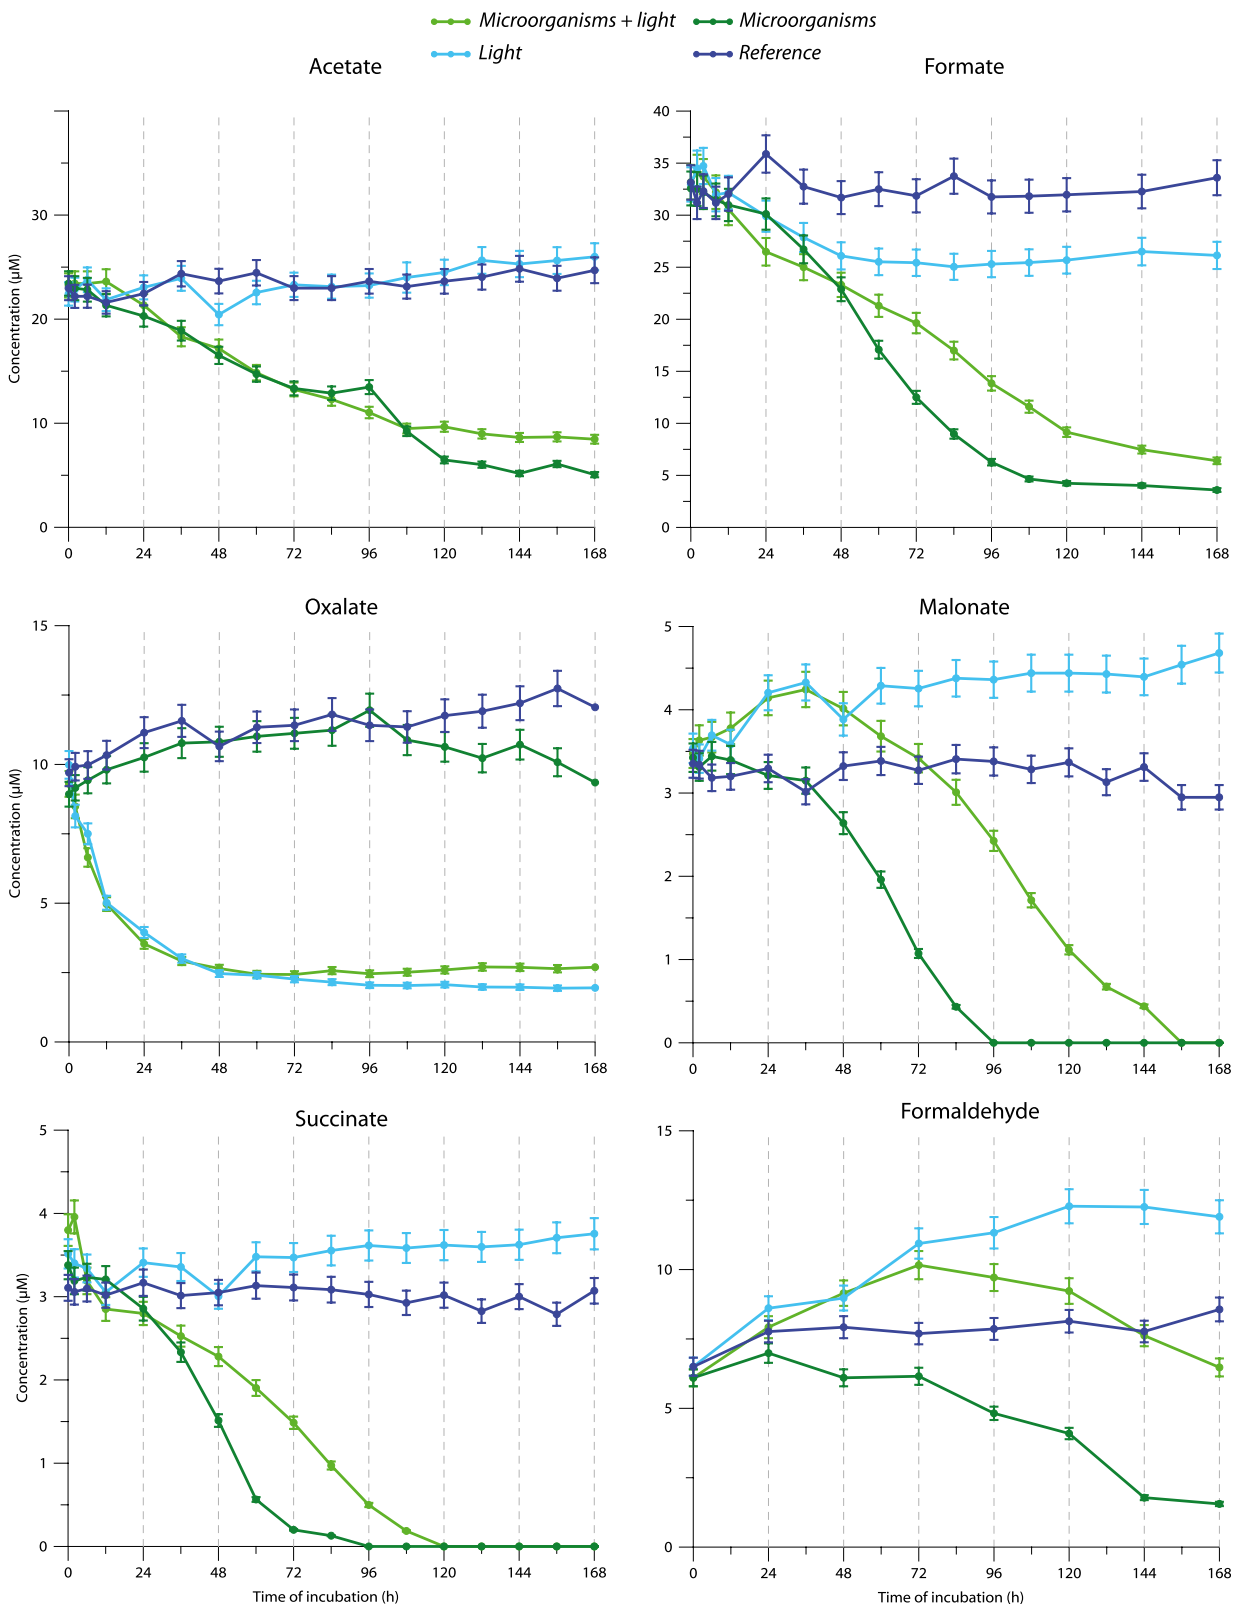 Microorganisms + light Microorganisms
Light Reference
Acetate Formate
Concentration (µM)
30
20
10
0
0 24 48 72 96 120 144 168
40
35
30
25
20
15
10
5
0
0 24 48 72 96 120 144 168
Oxalate Malonate
Concentration (µM)
15
10
5
0
0 24 48 72 96 120 144 168
5
4
3
2
1
0
0 24 48 72 96 120 144 168
Succinate Formaldehyde
Concentration (µM)
5
4
3
2
1
0
0 24 48 72 96 120 144 168
Time of incubation (h)
15
10
5
0
0 24 48 72 96 120 144 168
Time of incubation (h)